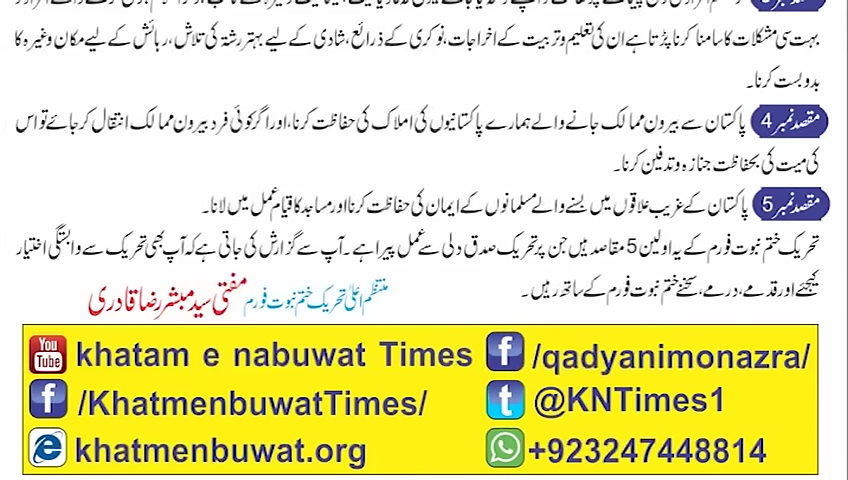 بہت سی مشکلات کا سامنا کرنا پڑتا ہے ان کی تعلیم و تربیت کے اخراجات، نوکری کے ذرائع، شادی کے لیے بہتر رشتہ کی تلاش، رہائش کے لیے مکان وغیرہ کا
بدوبست کرنا۔
مقصد نمبر 4 پاکستان سے بیرون ممالک جانے والے ہمارے پاکستانیوں کی املاک کی حفاظت کرنا، اور اگر کوئی فرد بیرون ممالک انتقال کر جائے تو اس
کی میت کی بحفاظت جنازہ و تدفین کرنا۔
مقصد نمبر 5 پاکستان کے غریب علاقوں میں بسنے والے مسلمانوں کے ایمان کی حفاظت کرنا اور مساجد کا قیام عمل میں لانا۔
تحریک ختم نبوت فورم کے یہ اولین 5 مقاصد ہیں جن پر تحریک صدق دلی سے عمل پیرا ہے۔ آپ سے گزارش کی جاتی ہے کہ آپ بھی تحریک سے وابستگی اختیار
کیجئے اور قدمے، درمے، سخنے ختم نبوت فورم کے ساتھ رہیں۔
منتظم اعلیٰ تحریک ختم نبوت فورم مفتی سید مبشر رضا قادری
You Tube khatam e nabuwat Times f /qadyanimonazra/
f /KhatmenbuwatTimes/ t @KNTimes1
e khatmenbuwat.org +923247448814